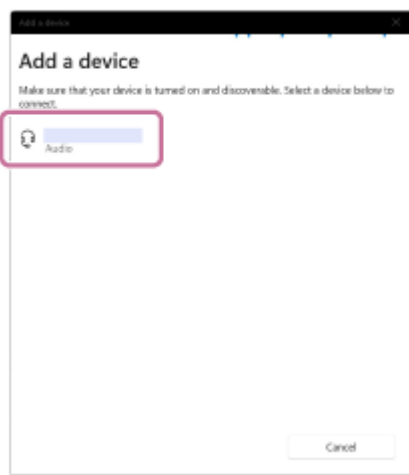 Add a device
Add a device
Make sure that your device is turned on and discoverable. Select a device below to
connect.
Audio
Cancel